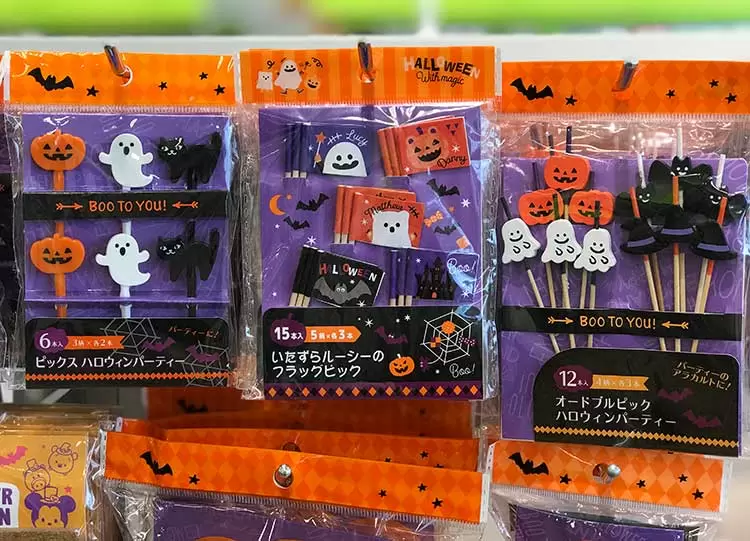 BOO TO YOU!
6本入 3柄×各2本
パーティーに!
ピックス ハロウィンパーティー
HALLOWEEN
With magic
Lucy
Danny
Matthew
HALLOWEEN
Boo!
15本入 5柄×各3本
いたずらルーシーの
フラッグピック
Boo!
BOO TO YOU!
12本入 4柄×各3本
パーティーの
アラカルトに!
オードブルピック
ハロウィンパーティー